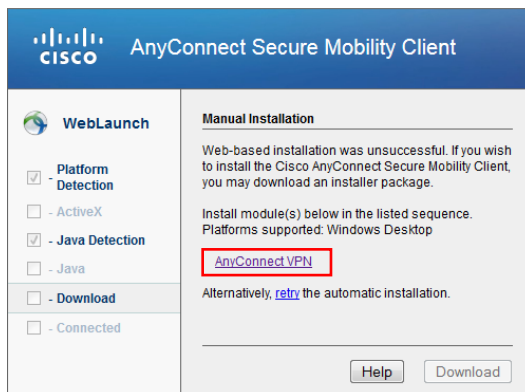 CISCO
AnyConnect Secure Mobility Client
WebLaunch
- Platform
Detection
- ActiveX
- Java Detection
- Java
- Download
- Connected
Manual Installation
Web-based installation was unsuccessful. If you wish
to install the Cisco AnyConnect Secure Mobility Client,
you may download an installer package.
Install module(s) below in the listed sequence.
Platforms supported: Windows Desktop
AnyConnect VPN
Alternatively, retry the automatic installation.
Help
Download